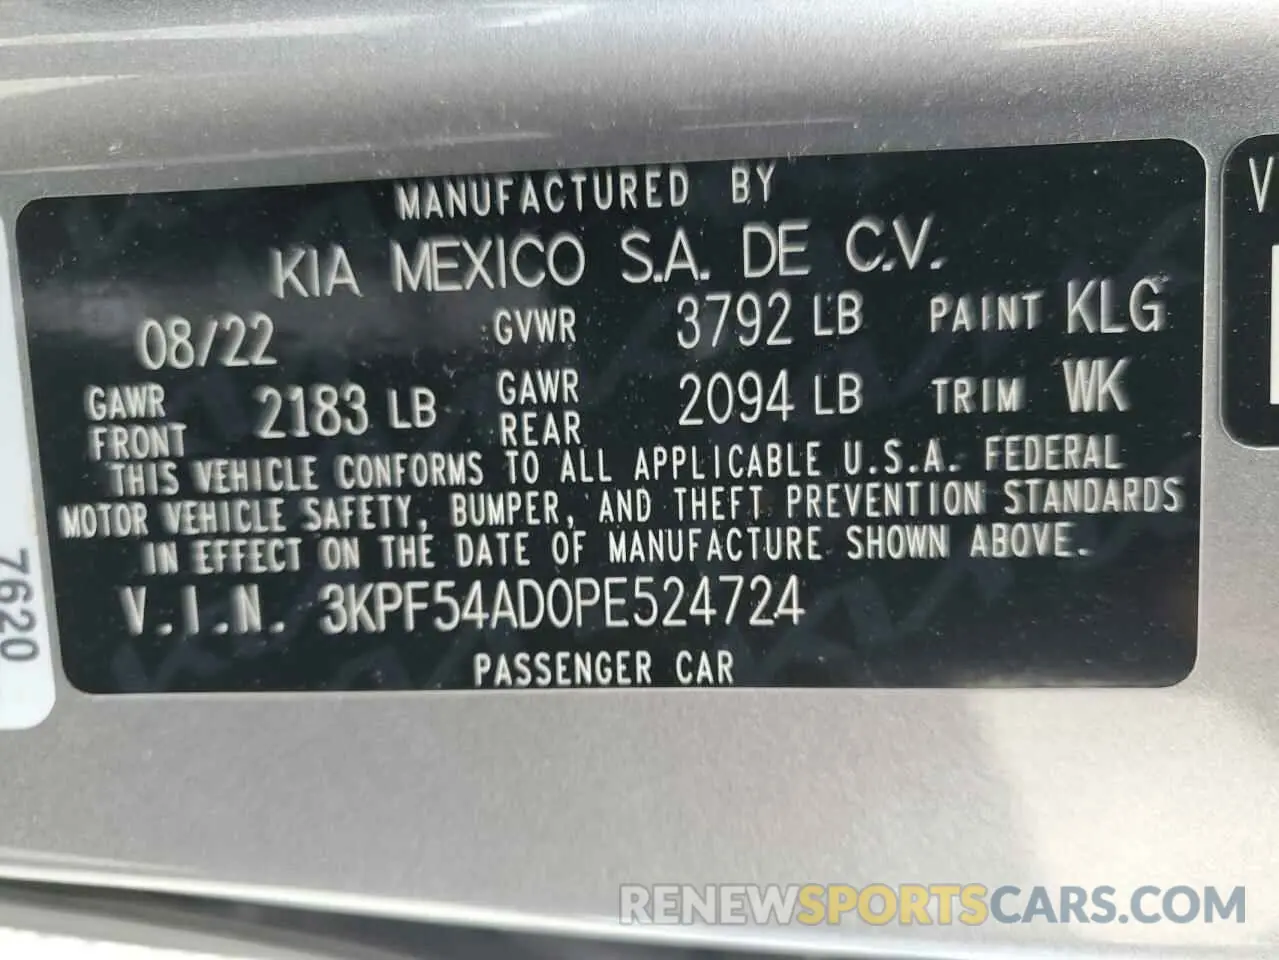 MANUFACTURED BY
KIA MEXICO S.A. DE C.V.
08/22 GVWR 3792 LB PAINT KLG
GAWR FRONT 2183 LB GAWR REAR 2094 LB TRIM WK
THIS VEHICLE CONFORMS TO ALL APPLICABLE U.S.A. FEDERAL
MOTOR VEHICLE SAFETY, BUMPER, AND THEFT PREVENTION STANDARDS
IN EFFECT ON THE DATE OF MANUFACTURE SHOWN ABOVE.
V.I.N. 3KPF54AD0PE524724
PASSENGER CAR
7620
V
RENEWSPORTSCARS.COM